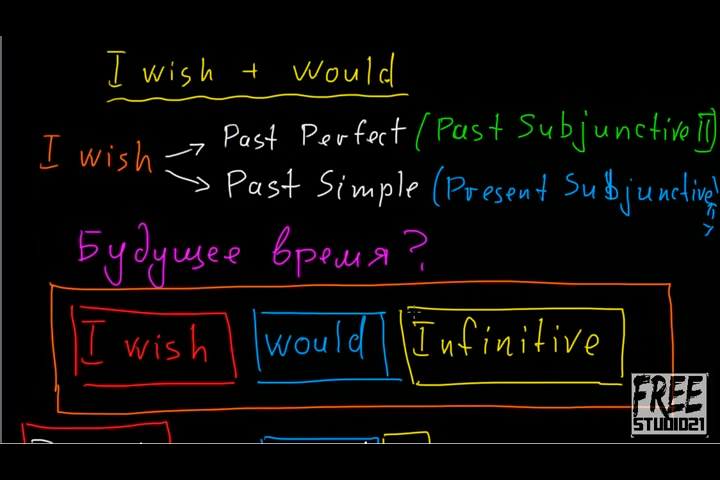 I wish + would
I wish
Past Perfect (Past Subjunctive II)
Past Simple (Present Subjunctive II)
Будущее время?
I wish would Infinitive
FREE
STUDIO21